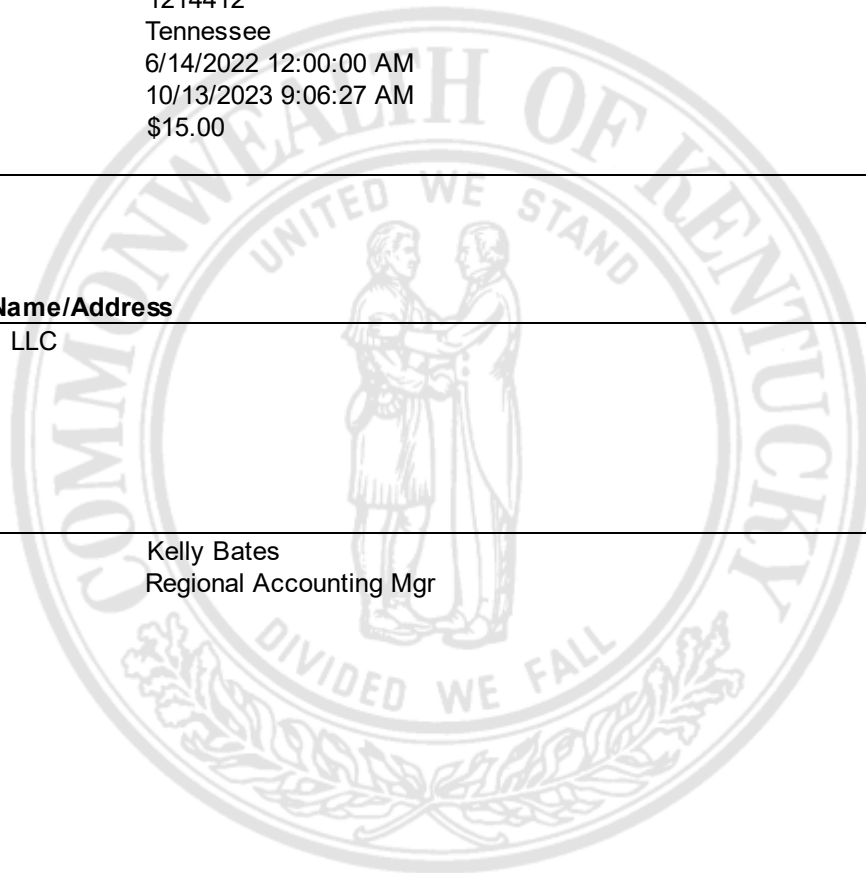 1214412
Tennessee
6/14/2022 12:00:00 AM
10/13/2023 9:06:27 AM
$15.00
COMMONWEALTH OF KENTUCKY
UNITED WE STAND
Name/Address
LLC
Kelly Bates
Regional Accounting Mgr
DIVIDED WE FALL